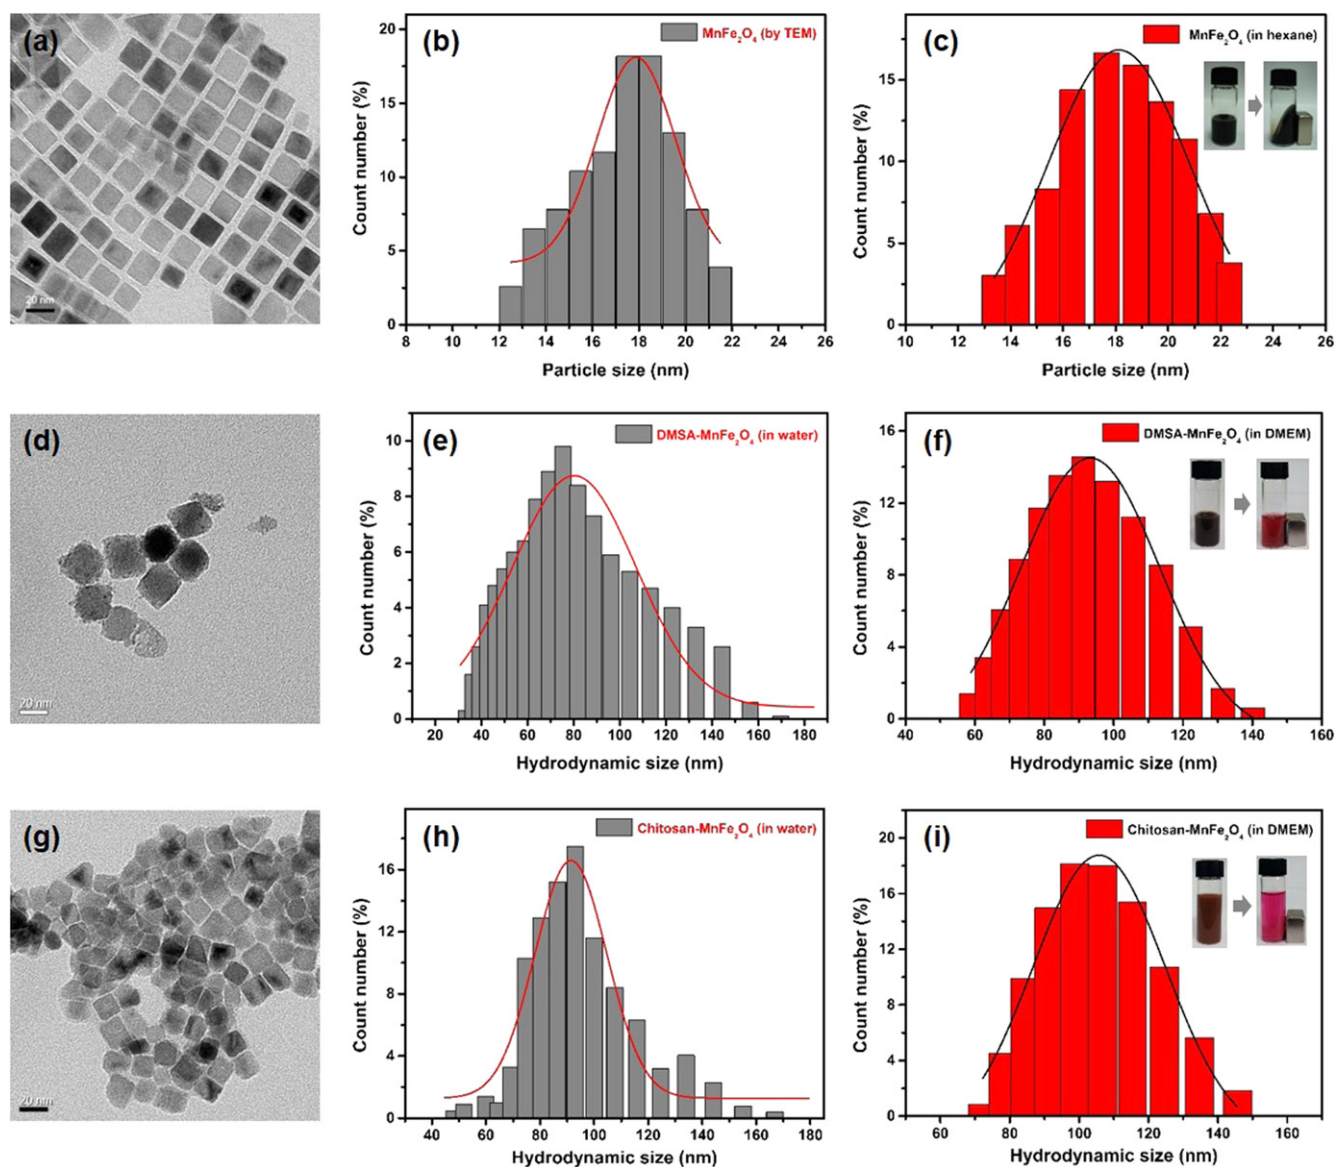 (a)
20 nm
(b)
MnFe₂O₄ (by TEM)
Count number (%)
20
15
10
5
0
8 10 12 14 16 18 20 22 24 26
Particle size (nm)
(c)
MnFe₂O₄ (in hexane)
Count number (%)
15
10
5
0
10 12 14 16 18 20 22 24 26
Particle size (nm)
(d)
20 nm
(e)
DMSA-MnFe₂O₄ (in water)
Count number (%)
10
8
6
4
2
0
20 40 60 80 100 120 140 160 180
Hydrodynamic size (nm)
(f)
DMSA-MnFe₂O₄ (in DMEM)
Count number (%)
16
12
8
4
0
40 60 80 100 120 140 160
Hydrodynamic size (nm)
(g)
20 nm
(h)
Chitosan-MnFe₂O₄ (in water)
Count number (%)
16
12
8
4
0
40 60 80 100 120 140 160 180
Hydrodynamic size (nm)
(i)
Chitosan-MnFe₂O₄ (in DMEM)
Count number (%)
20
16
12
8
4
0
60 80 100 120 140 160
Hydrodynamic size (nm)